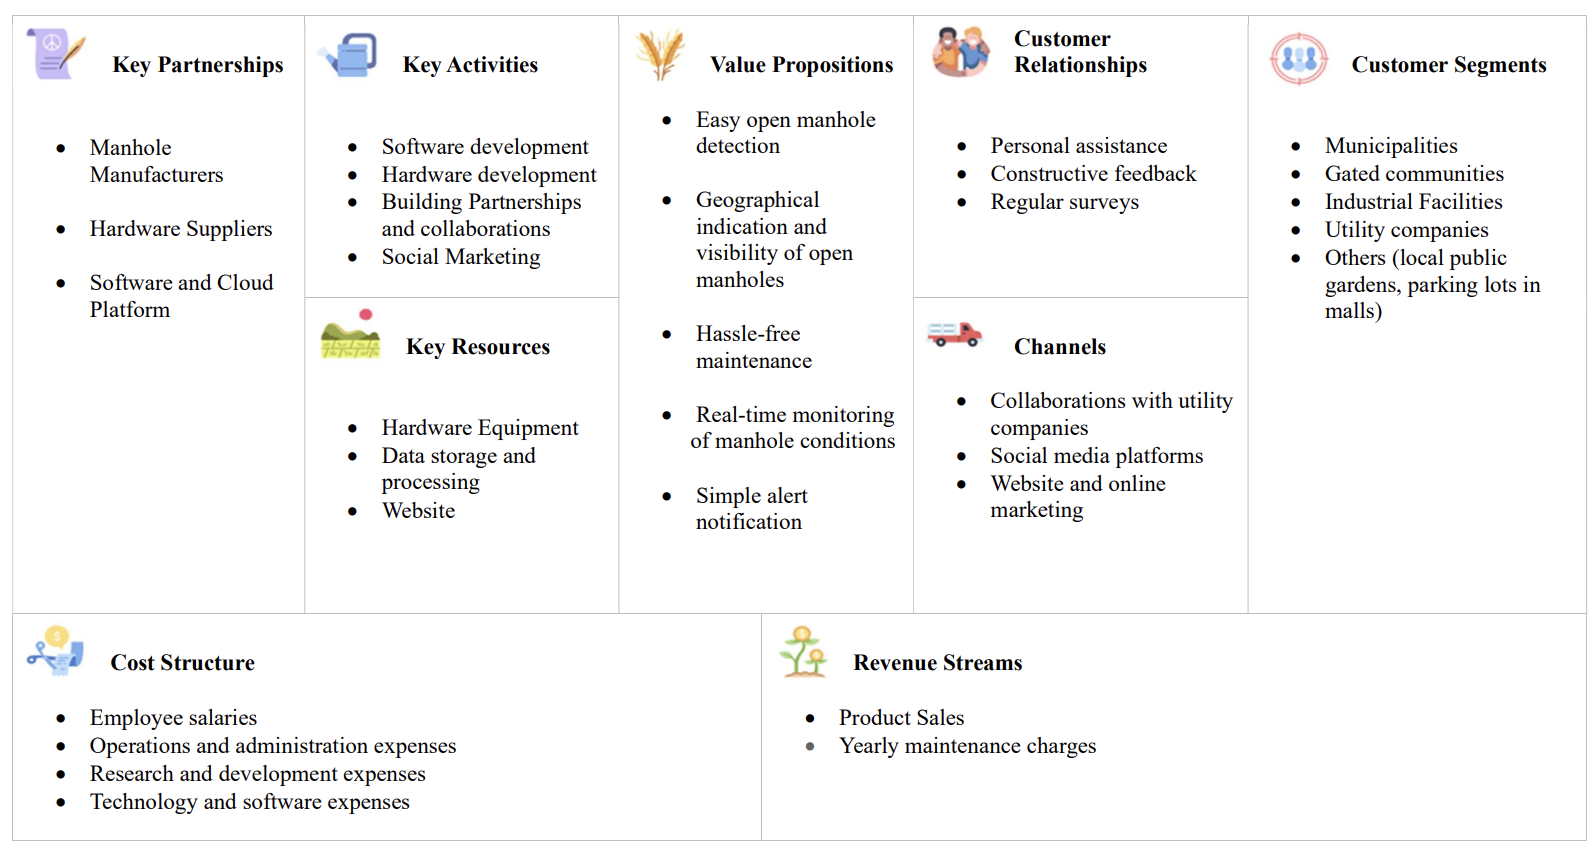 Key Partnerships
● Manhole
Manufacturers
● Hardware Suppliers
● Software and Cloud
Platform
Key Activities
● Software development
● Hardware development
● Building Partnerships
and collaborations
● Social Marketing
Key Resources
● Hardware Equipment
● Data storage and
processing
● Website
Value Propositions
● Easy open manhole
detection
● Geographical
indication and
visibility of open
manholes
● Hassle-free
maintenance
● Real-time monitoring
of manhole conditions
● Simple alert
notification
Customer
Relationships
● Personal assistance
● Constructive feedback
● Regular surveys
Channels
● Collaborations with utility
companies
● Social media platforms
● Website and online
marketing
Customer Segments
● Municipalities
● Gated communities
● Industrial Facilities
● Utility companies
● Others (local public
gardens, parking lots in
malls)
Cost Structure
● Employee salaries
● Operations and administration expenses
● Research and development expenses
● Technology and software expenses
Revenue Streams
● Product Sales
● Yearly maintenance charges